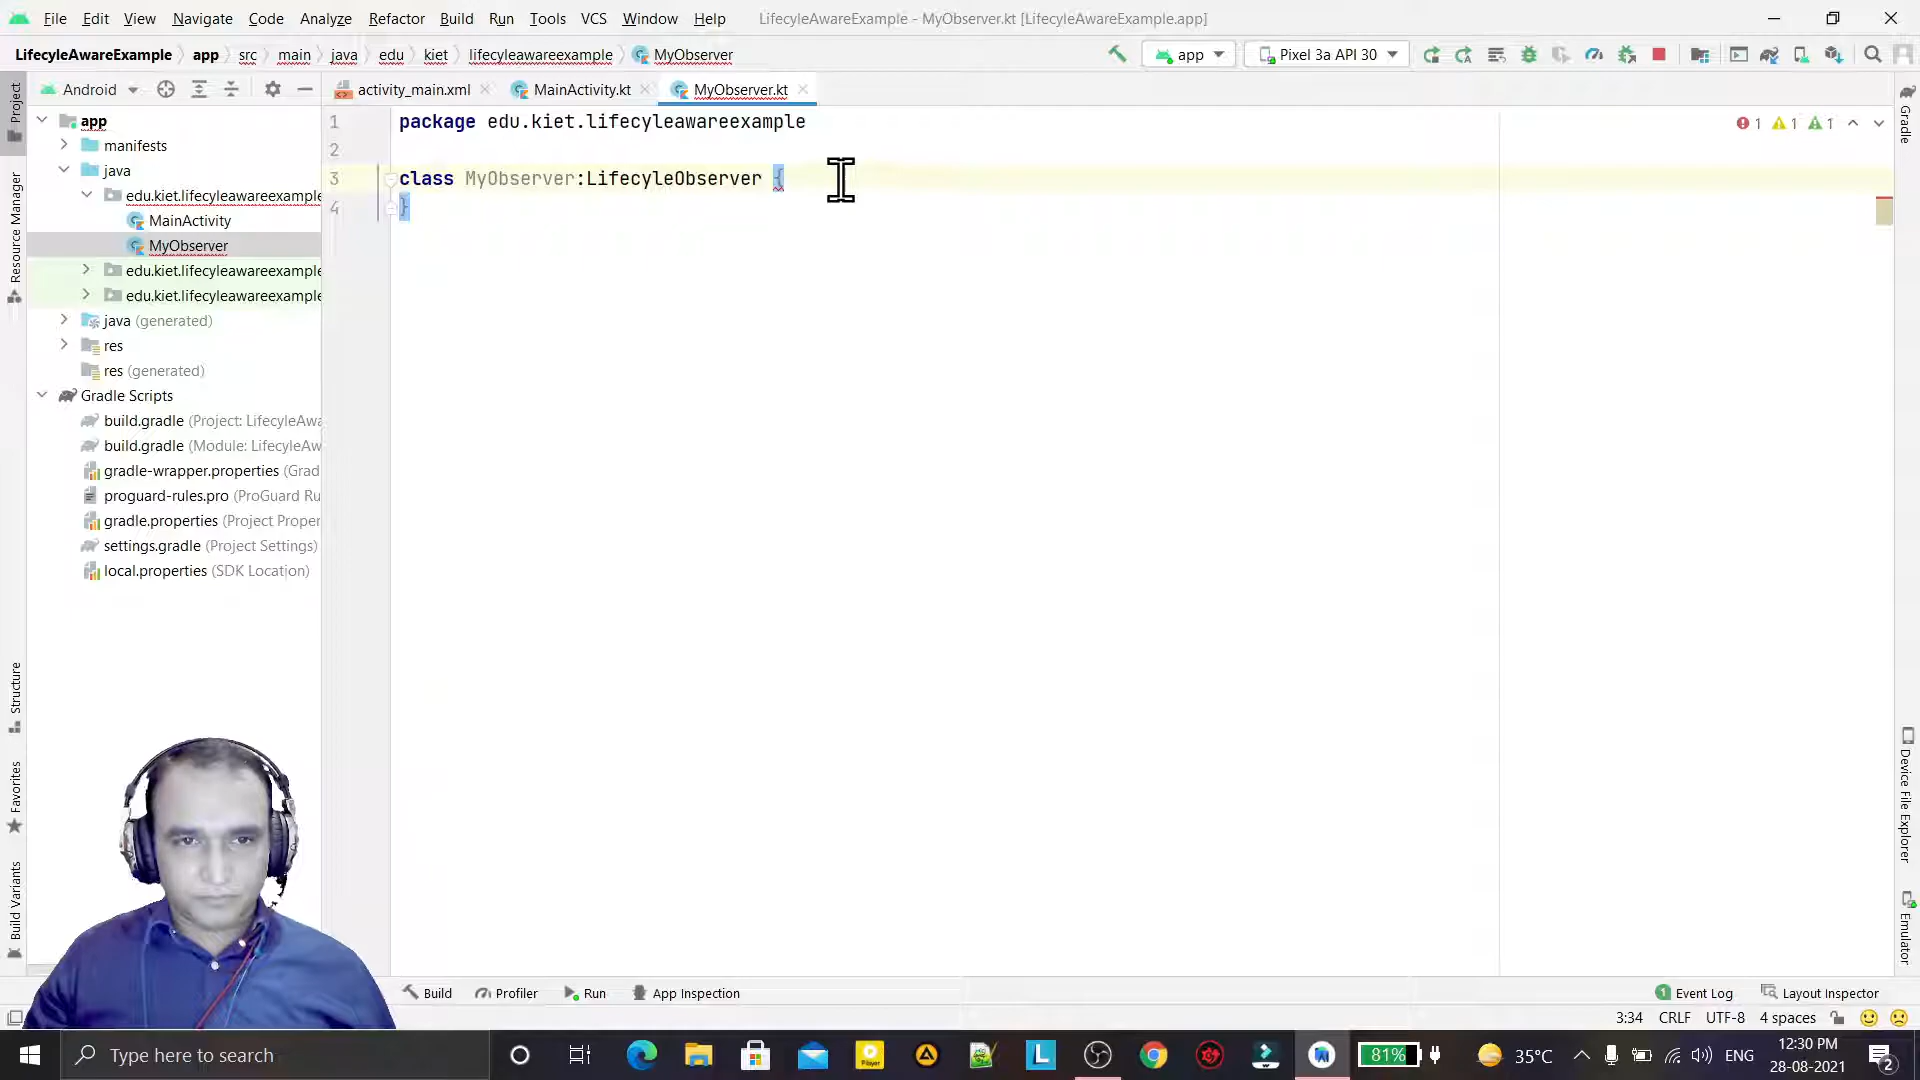 File Edit View Navigate Code Analyze Refactor Build Run Tools VCS Window Help LifecyleAwareExample - MyObserver.kt [LifecyleAwareExample.app]
LifecyleAwareExample app src main java edu kiet lifecyleawareexample MyObserver app Pixel 3a API 30
Project
Android
activity_main.xml MainActivity.kt MyObserver.kt
Gradle
app
manifests
java
edu.kiet.lifecyleawareexample
MainActivity
MyObserver
edu.kiet.lifecyleawareexample
edu.kiet.lifecyleawareexample
java (generated)
res
res (generated)
Gradle Scripts
build.gradle (Project: LifecyleAwa
build.gradle (Module: LifecyleAw
gradle-wrapper.properties (Grad
proguard-rules.pro (ProGuard Ru
gradle.properties (Project Proper
settings.gradle (Project Settings)
local.properties (SDK Location)
1 package edu.kiet.lifecyleawareexample
2
3 class MyObserver:LifecyleObserver {
4 }
1 1 1
Resource Manager
Structure
Favorites
Build Variants
Device File Explorer
Emulator
Build Profiler Run App Inspection 1 Event Log Layout Inspector
3:34 CRLF UTF-8 4 spaces
Type here to search
L
81% 35°C ENG
12:30 PM
28-08-2021
2